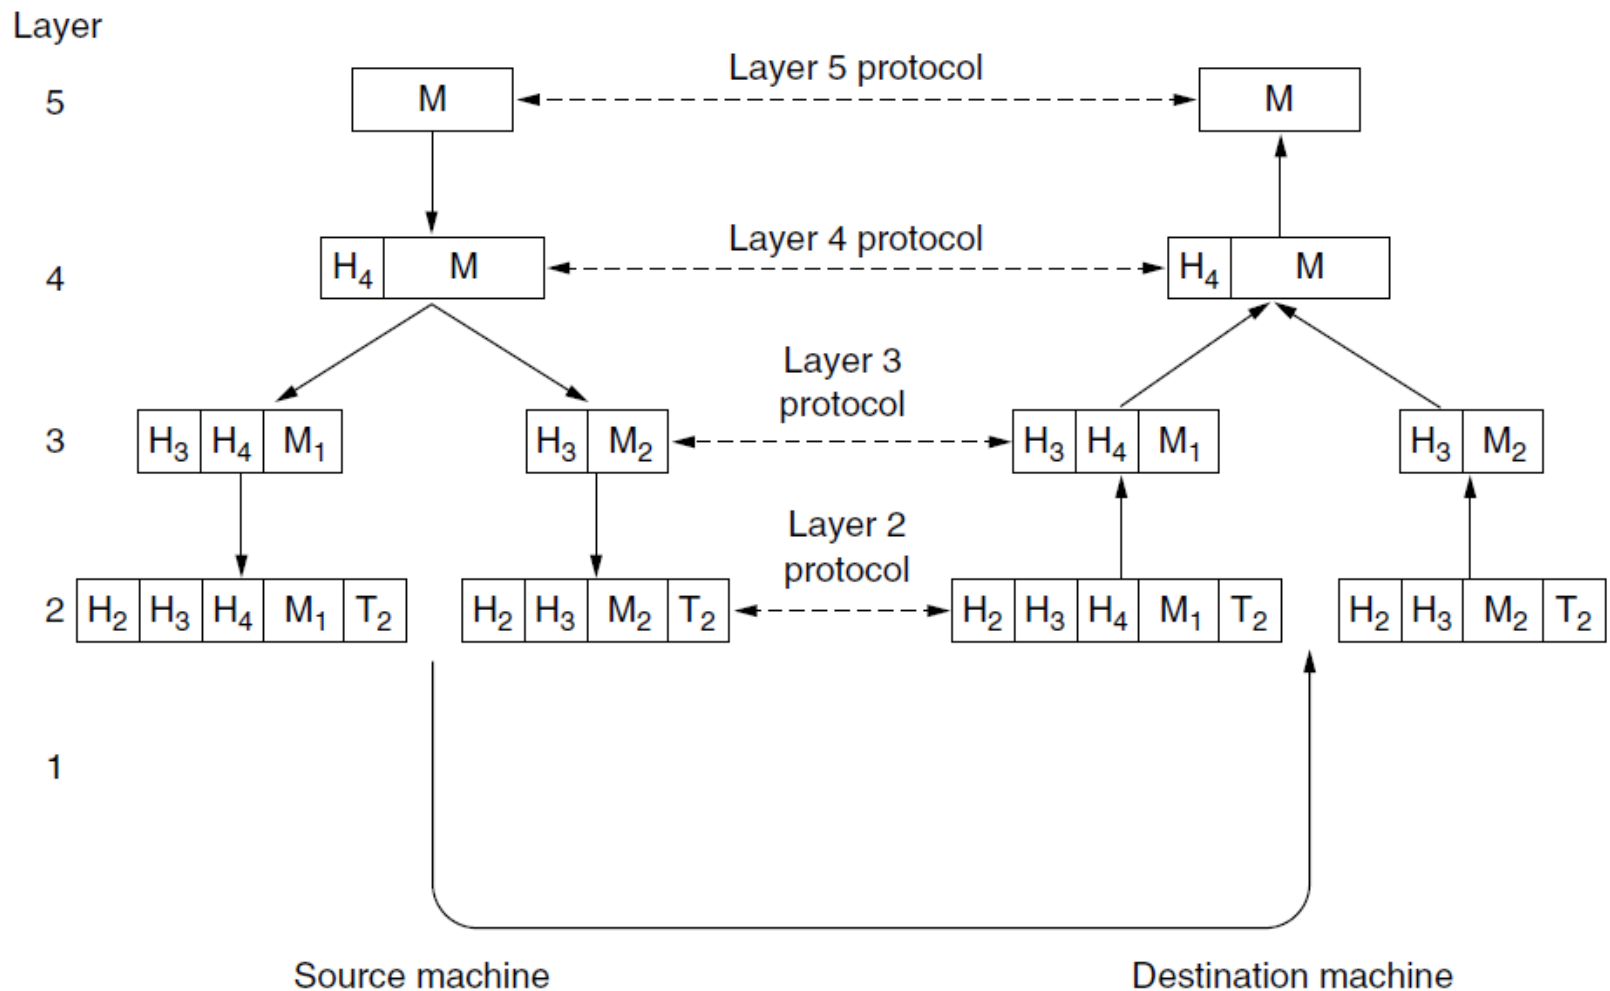 Layer
5 M Layer 5 protocol M
4 H₄ M Layer 4 protocol H₄ M
Layer 3
protocol
3 H₃ H₄ M₁ H₃ M₂ H₃ H₄ M₁ H₃ M₂
Layer 2
protocol
2 H₂ H₃ H₄ M₁ T₂ H₂ H₃ M₂ T₂ H₂ H₃ H₄ M₁ T₂ H₂ H₃ M₂ T₂
1
Source machine Destination machine